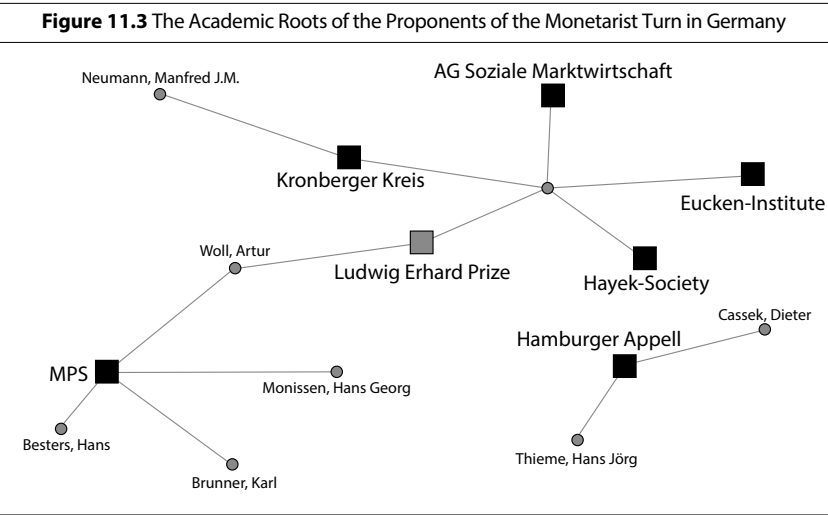 Figure 11.3 The Academic Roots of the Proponents of the Monetarist Turn in Germany
AG Soziale Marktwirtschaft
Neumann, Manfred J.M.
Kronberger Kreis
Eucken-Institute
Woll, Artur
Ludwig Erhard Prize
Hayek-Society
Cassek, Dieter
Hamburger Appell
MPS
Monissen, Hans Georg
Besters, Hans
Thieme, Hans Jörg
Brunner, Karl